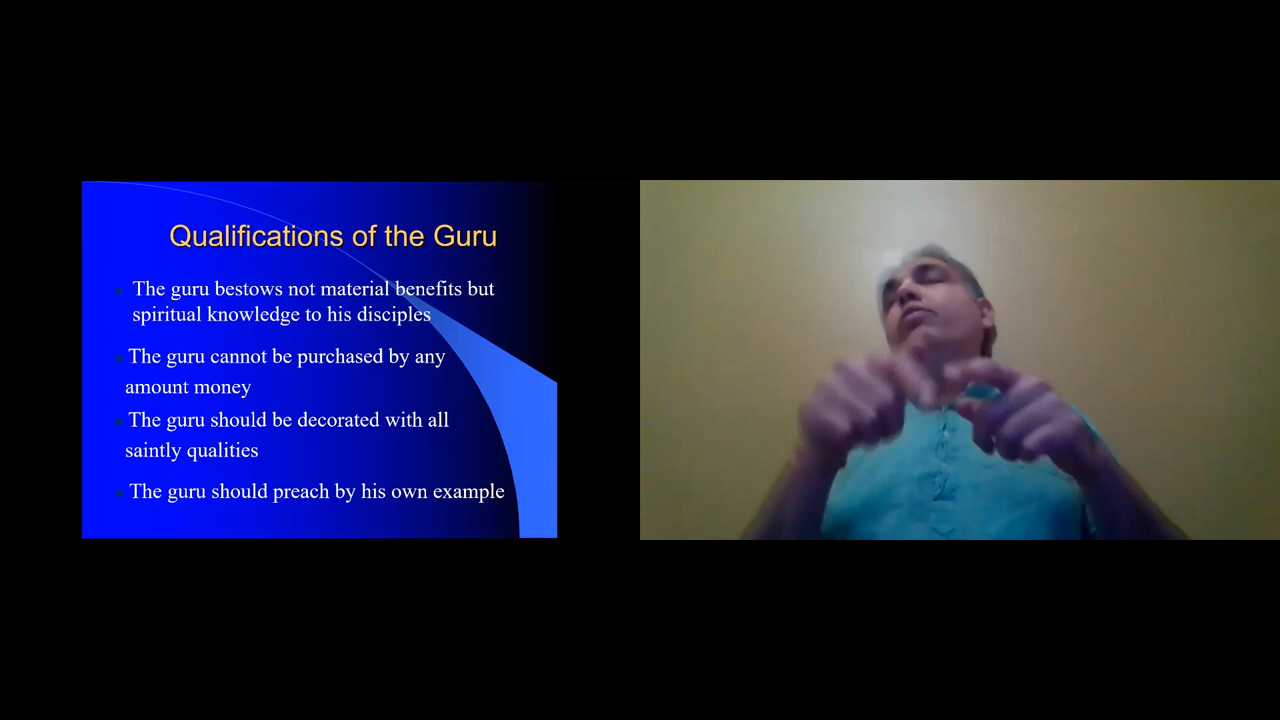 Qualifications of the Guru
The guru bestows not material benefits but
spiritual knowledge to his disciples
The guru cannot be purchased by any
amount money
The guru should be decorated with all
saintly qualities
The guru should preach by his own example